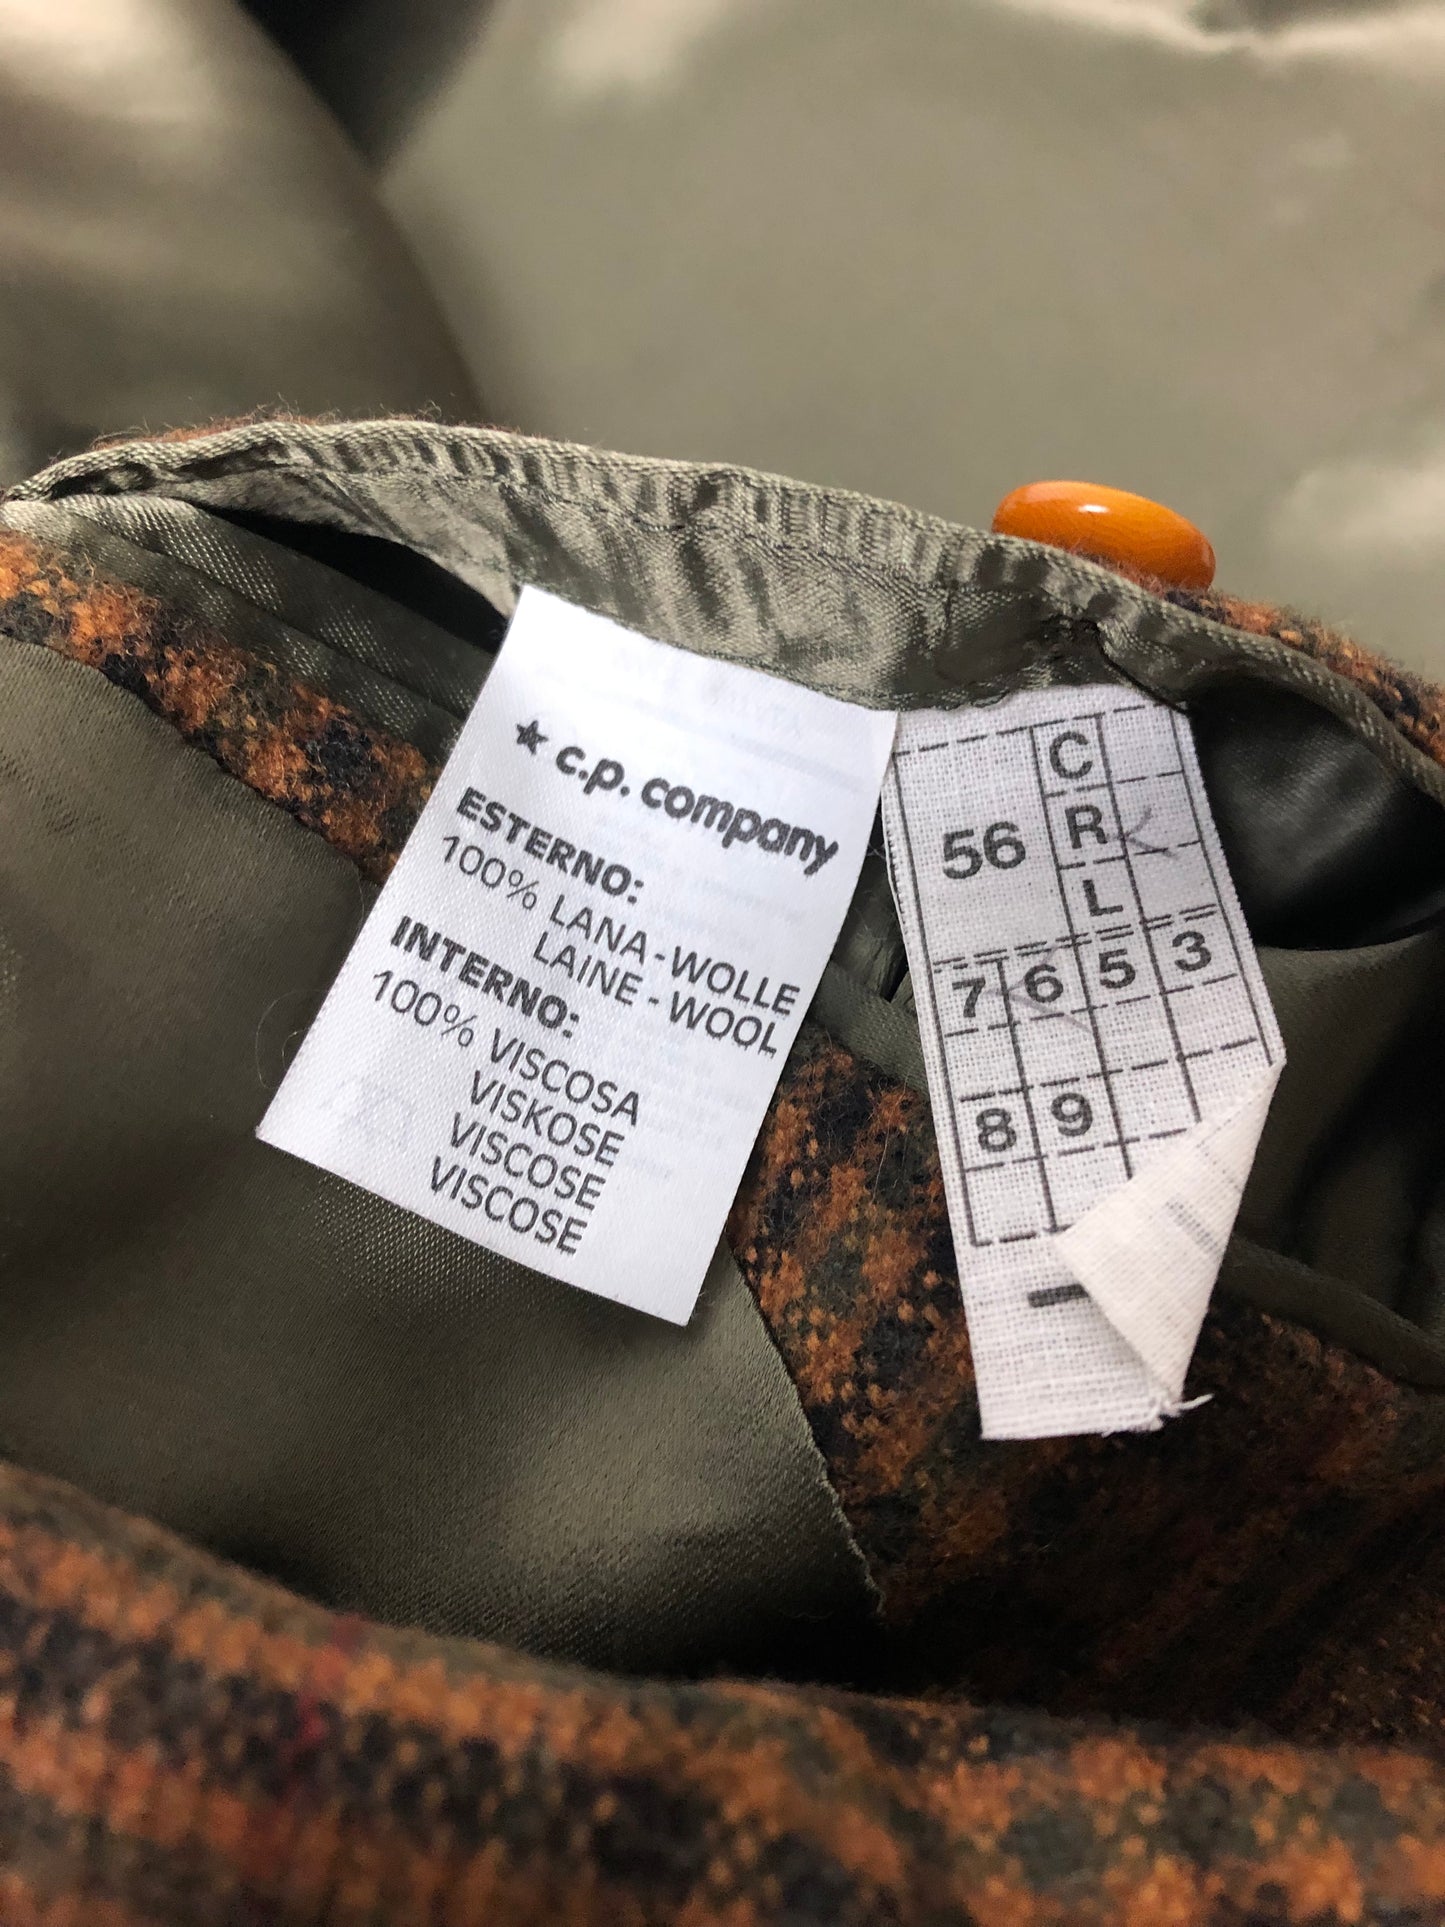 ★ c.p. company
ESTERNO:
100% LANA - WOLLE
LAINE - WOOL
INTERNO:
100% VISCOSA
VISKOSE
VISCOSE
VISCOSE
56
C
R
L
7 6 5 3
8 9